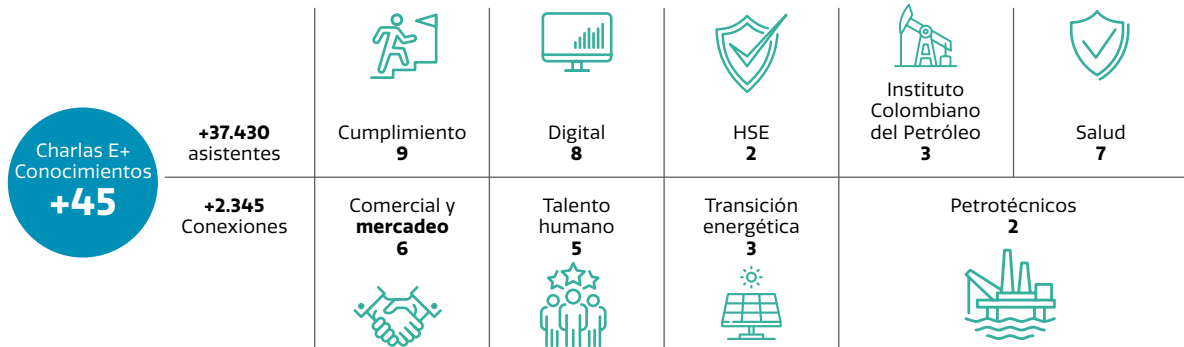 Charlas E+
Conocimientos
+45
+37.430
asistentes
Cumplimiento
9
Digital
8
HSE
2
Instituto
Colombiano
del Petróleo
3
Salud
7
+2.345
Conexiones
Comercial y
mercadeo
6
Talento
humano
5
Transición
energética
3
Petrotécnicos
2